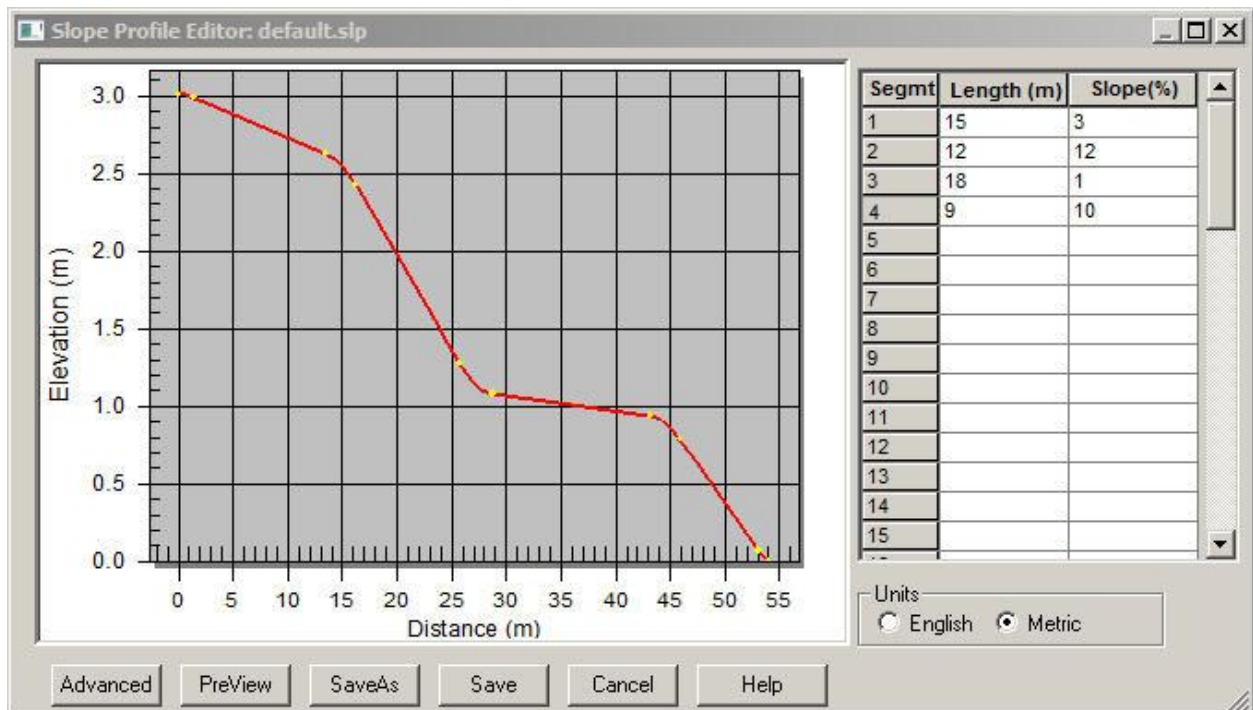 Slope Profile Editor: default.slp
3.0
2.5
2.0
1.5
1.0
0.5
0.0
Elevation (m)
0 5 10 15 20 25 30 35 40 45 50 55
Distance (m)
Segmt Length (m) Slope(%)
1 15 3
2 12 12
3 18 1
4 9 10
5
6
7
8
9
10
11
12
13
14
15
Units
English Metric
Advanced PreView SaveAs Save Cancel Help